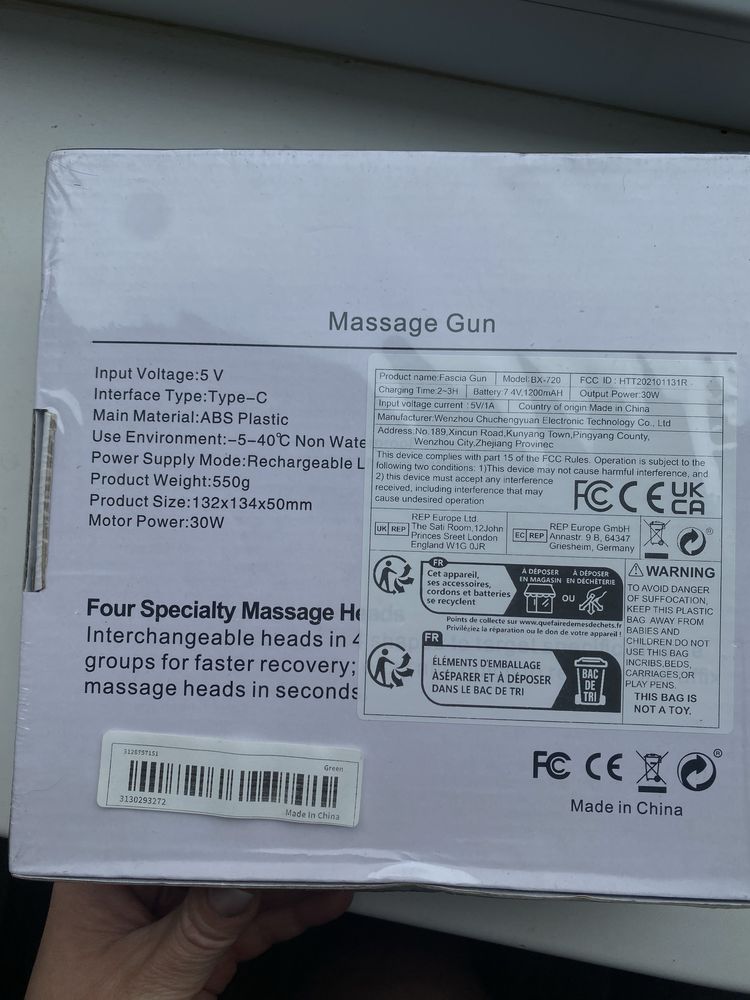 Massage Gun
Input Voltage:5 V
Interface Type:Type-C
Main Material:ABS Plastic
Use Environment:-5-40℃ Non Wate
Power Supply Mode:Rechargeable L
Product Weight:550g
Product Size:132x134x50mm
Motor Power:30W
Four Specialty Massage He
Interchangeable heads in 4
groups for faster recovery;
massage heads in seconds
Product name:Fascia Gun Model:BX-720 FCC ID : HTT202101131R
Charging Time:2~3H Battery 7.4V,1200mAH Output Power:30W
Input voltage current :5V/1A Country of origin Made in China
Manufacturer:Wenzhou Chuchengyuan Electronic Technology Co., Ltd
Address:No.189,Xincun Road,Kunyang Town,Pingyang County,
Wenzhou City,Zhejiang Provinec
This device complies with part 15 of the FCC Rules. Operation is subject to the
following two conditions: 1)This device may not cause harmful interference, and
2) this device must accept any interference
received, including interference that may
cause undesired operation
FC CE UK
CA
UK REP
REP Europe Ltd.
The Sati Room,12John
Princes Sreet London
England W1G 0JR
EC REP
REP Europe GmbH
Annastr. 9 B, 64347
Griesheim, Germany
FR
Cet appareil,
ses accessoires,
cordons et batteries
se recyclent
À DÉPOSER
EN MAGASIN
OU
À DÉPOSER
EN DÉCHÈTERIE
Points de collecte sur www.quefairedemesdechets.fr
Privilégiez la réparation ou le don de votre appareil !
FR
ÉLÉMENTS D'EMBALLAGE
ÀSÉPARER ET À DÉPOSER
DANS LE BAC DE TRI
BAC
DE
TRI
WARNING
TO AVOID DANGER
OF SUFFOCATION,
KEEP THIS PLASTIC
BAG AWAY FROM
BABIES AND
CHILDREN DO NOT
USE THIS BAG
INCRIBS,BEDS,
CARRIAGES,OR
PLAY PENS.
THIS BAG IS
NOT A TOY.
Green
3130293272
Made in China
FC CE
Made in China